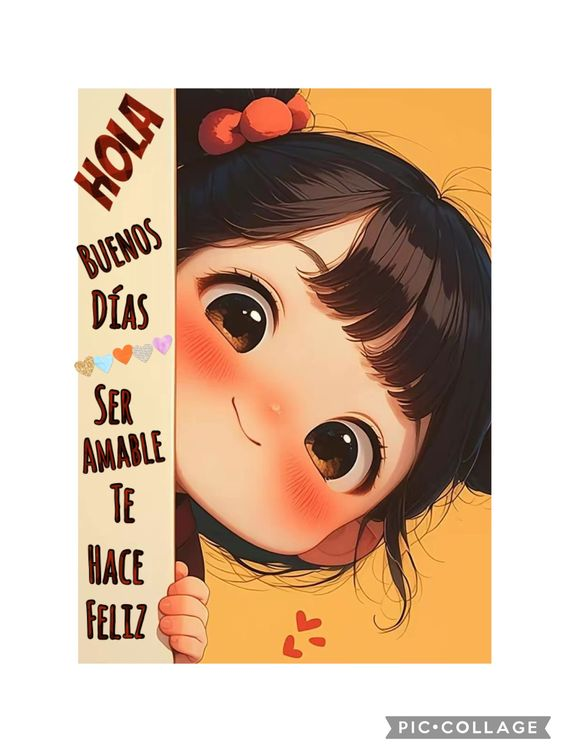 HOLA
BUENOS
DÍAS
SER
AMABLE
TE
HACE
FELIZ
PIC•COLLAGE